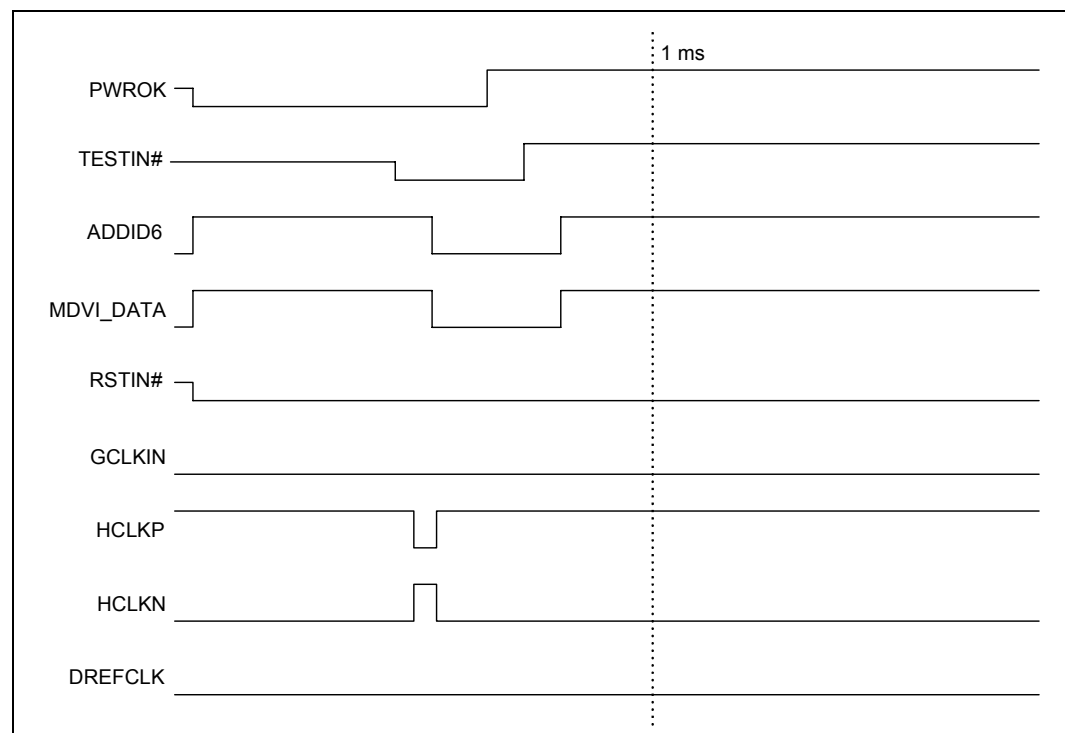 1 ms
PWROK
TESTIN#
ADDID6
MDVI_DATA
RSTIN#
GCLKIN
HCLKP
HCLKN
DREFCLK